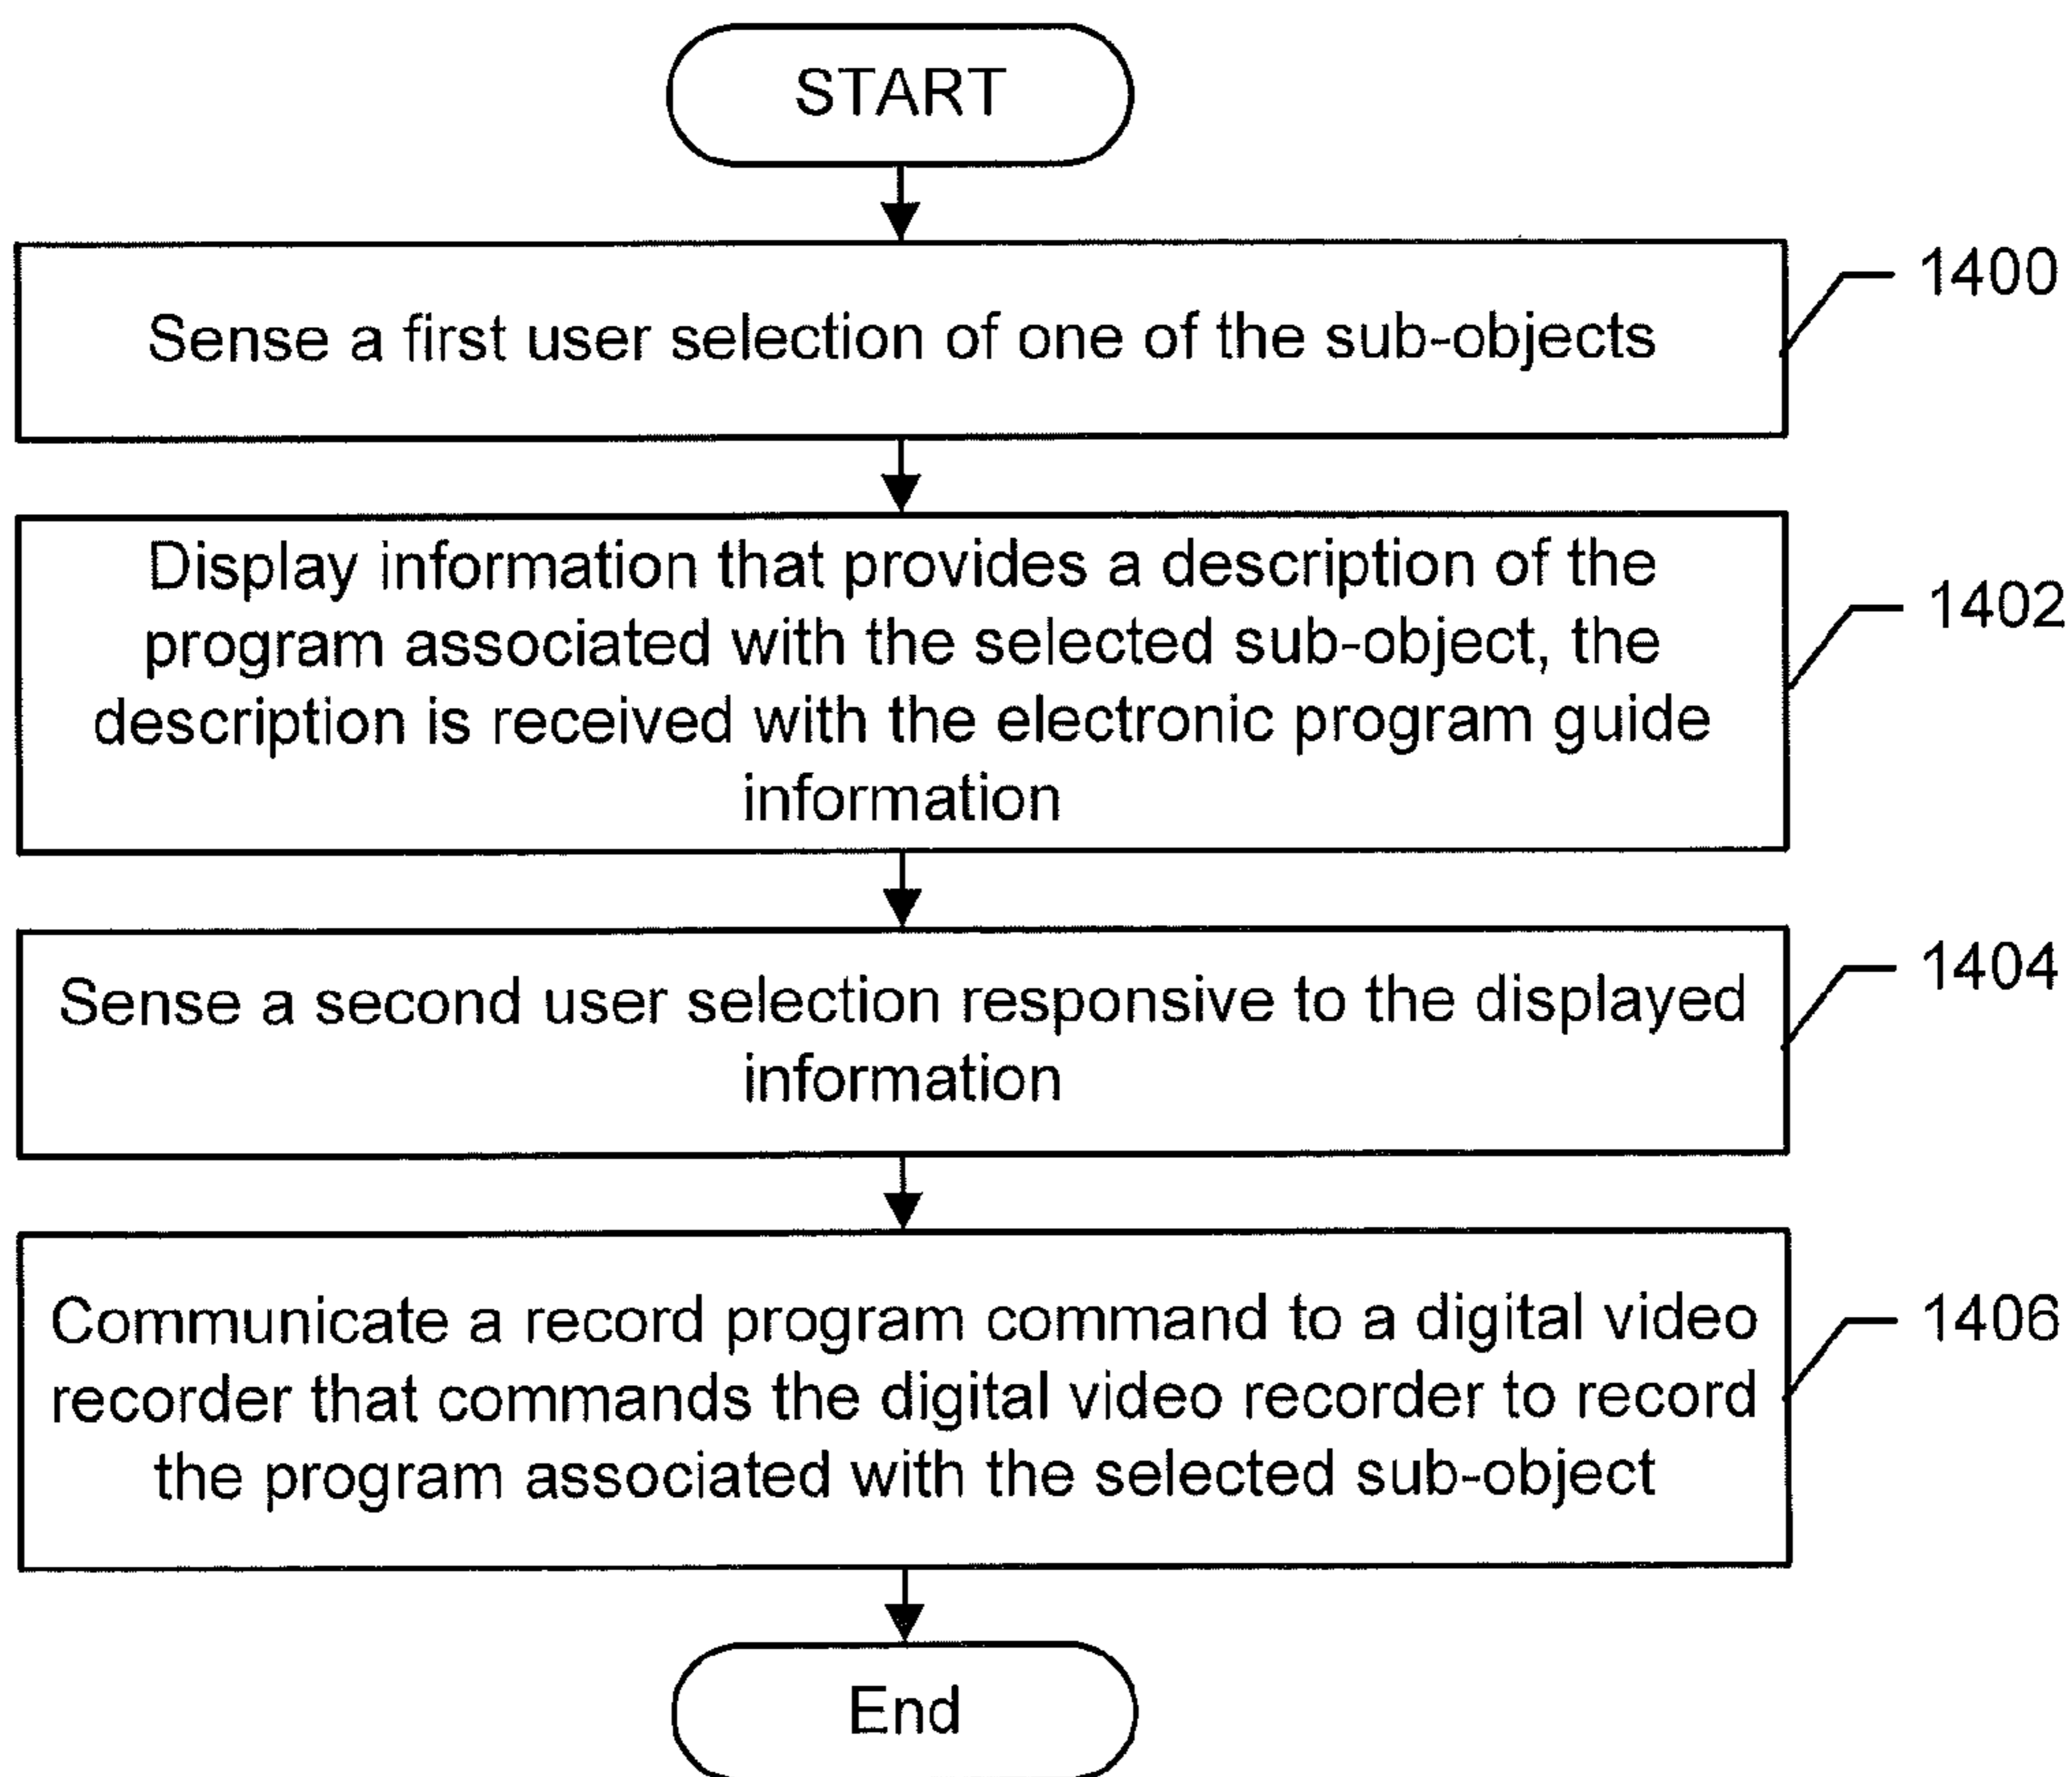 START
Sense a first user selection of one of the sub-objects
1400
Display information that provides a description of the
program associated with the selected sub-object, the
description is received with the electronic program guide
information
1402
Sense a second user selection responsive to the displayed
information
1404
Communicate a record program command to a digital video
recorder that commands the digital video recorder to record
the program associated with the selected sub-object
1406
End